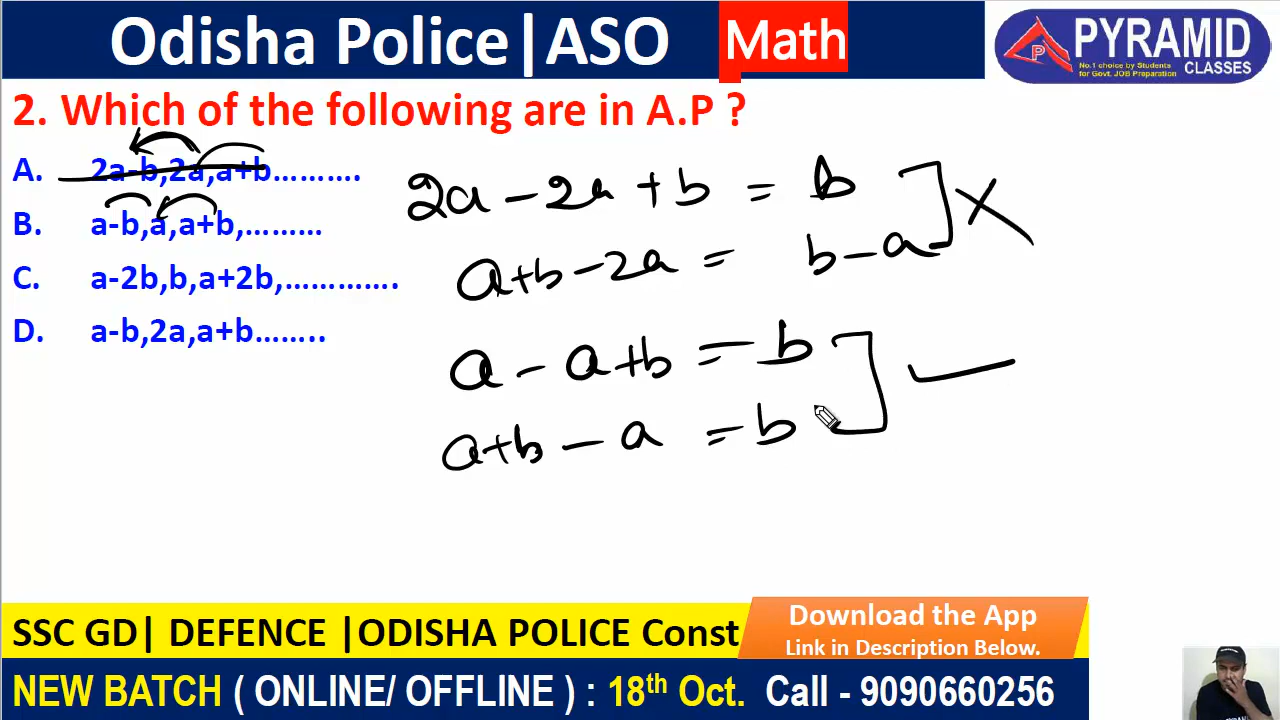 Odisha Police|ASO Math
PYRAMID
CLASSES
No.1 choice by Students
for Govt. JOB Preparation
2. Which of the following are in A.P ?
A. 2a-b,2a,a+b……….
B. a-b,a,a+b,………
C. a-2b,b,a+2b,………….
D. a-b,2a,a+b……..
2a - 2a + b = b
a+b - 2a = b - a
a - a+b = b
a+b - a = b
SSC GD| DEFENCE |ODISHA POLICE Const
Download the App
Link in Description Below.
NEW BATCH ( ONLINE/ OFFLINE ) : 18th Oct. Call - 9090660256